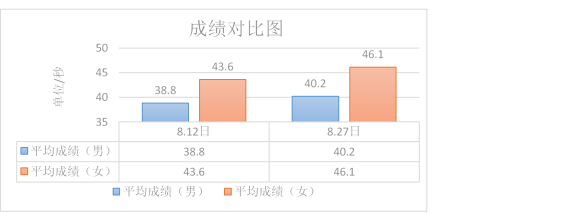 成绩对比图
单位/秒
50
45
40
35
38.8
43.6
40.2
46.1
8.12日 8.27日
平均成绩（男） 38.8 40.2
平均成绩（女） 43.6 46.1
平均成绩（男） 平均成绩（女）